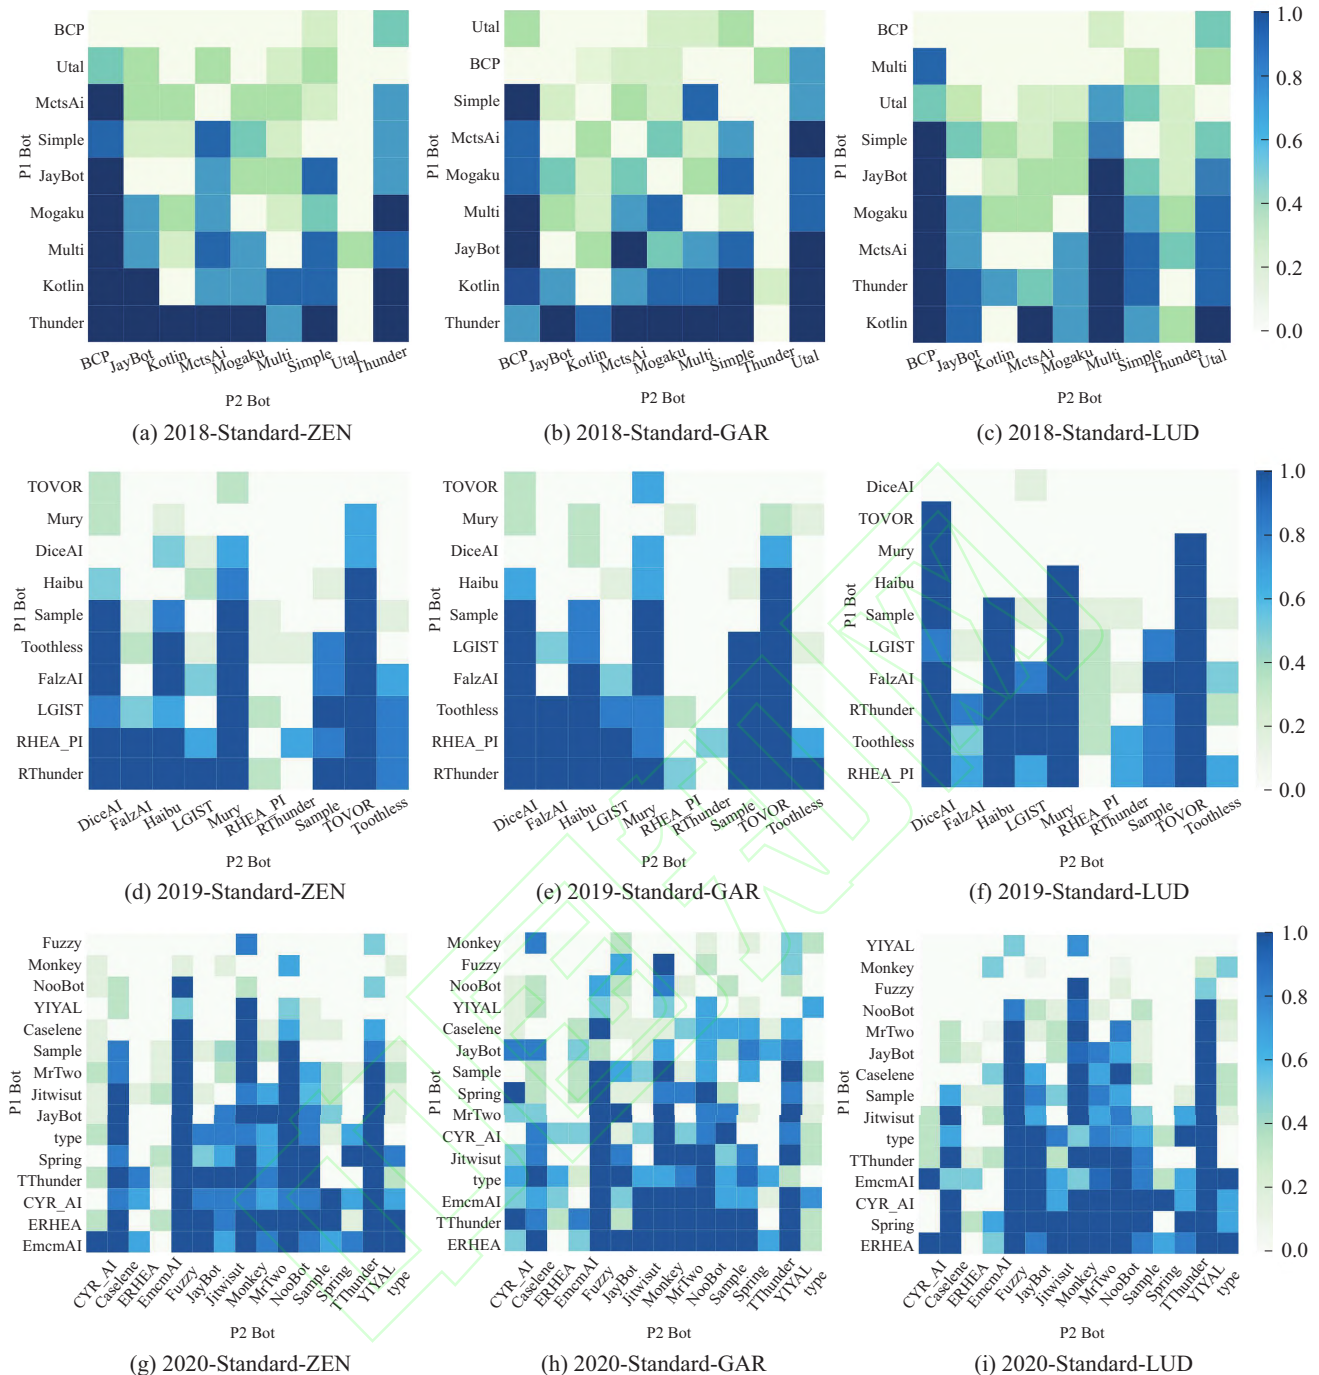 BCP
Utal
MctsAi
Simple
JayBot
Mogaku
Multi
Kotlin
Thunder
P1 Bot
BCP JayBot Kotlin MctsAi Mogaku Multi Simple Utal Thunder
P2 Bot
(a) 2018-Standard-ZEN
Utal
BCP
Simple
MctsAi
Mogaku
Multi
JayBot
Kotlin
Thunder
P1 Bot
BCP JayBot Kotlin MctsAi Mogaku Multi Simple Thunder Utal
P2 Bot
(b) 2018-Standard-GAR
BCP
Multi
Utal
Simple
JayBot
Mogaku
MctsAi
Thunder
Kotlin
P1 Bot
BCP JayBot Kotlin MctsAi Mogaku Multi Simple Thunder Utal
P2 Bot
(c) 2018-Standard-LUD
1.0
0.8
0.6
0.4
0.2
0.0
TOVOR
Mury
DiceAI
Haibu
Sample
Toothless
FalzAI
LGIST
RHEA_PI
RThunder
P1 Bot
DiceAI FalzAI Haibu LGIST Mury RHEA_PI RThunder Sample TOVOR Toothless
P2 Bot
(d) 2019-Standard-ZEN
TOVOR
Mury
DiceAI
Haibu
Sample
LGIST
FalzAI
Toothless
RHEA_PI
RThunder
P1 Bot
DiceAI FalzAI Haibu LGIST Mury RHEA_PI RThunder Sample TOVOR Toothless
P2 Bot
(e) 2019-Standard-GAR
DiceAI
TOVOR
Mury
Haibu
Sample
LGIST
FalzAI
RThunder
Toothless
RHEA_PI
P1 Bot
DiceAI FalzAI Haibu LGIST Mury RHEA_PI RThunder Sample TOVOR Toothless
P2 Bot
(f) 2019-Standard-LUD
1.0
0.8
0.6
0.4
0.2
0.0
Fuzzy
Monkey
NooBot
YIYAL
Caselene
Sample
MrTwo
Jitwisut
JayBot
type
Spring
TThunder
CYR_AI
ERHEA
EmcmAI
P1 Bot
CYR_AI Caselene ERHEA EmcmAI Fuzzy JayBot Jitwisut Monkey MrTwo NooBot Sample Spring TThunder YIYAL type
P2 Bot
(g) 2020-Standard-ZEN
Monkey
Fuzzy
NooBot
YIYAL
Caselene
JayBot
Sample
Spring
MrTwo
CYR_AI
Jitwisut
type
EmcmAI
TThunder
ERHEA
P1 Bot
CYR_AI Caselene ERHEA EmcmAI Fuzzy JayBot Jitwisut Monkey MrTwo NooBot Sample Spring TThunder YIYAL type
P2 Bot
(h) 2020-Standard-GAR
YIYAL
Monkey
Fuzzy
NooBot
MrTwo
JayBot
Caselene
Sample
Jitwisut
type
TThunder
EmcmAI
CYR_AI
Spring
ERHEA
P1 Bot
CYR_AI Caselene ERHEA EmcmAI Fuzzy JayBot Jitwisut Monkey MrTwo NooBot Sample Spring TThunder YIYAL type
P2 Bot
(i) 2020-Standard-LUD
1.0
0.8
0.6
0.4
0.2
0.0